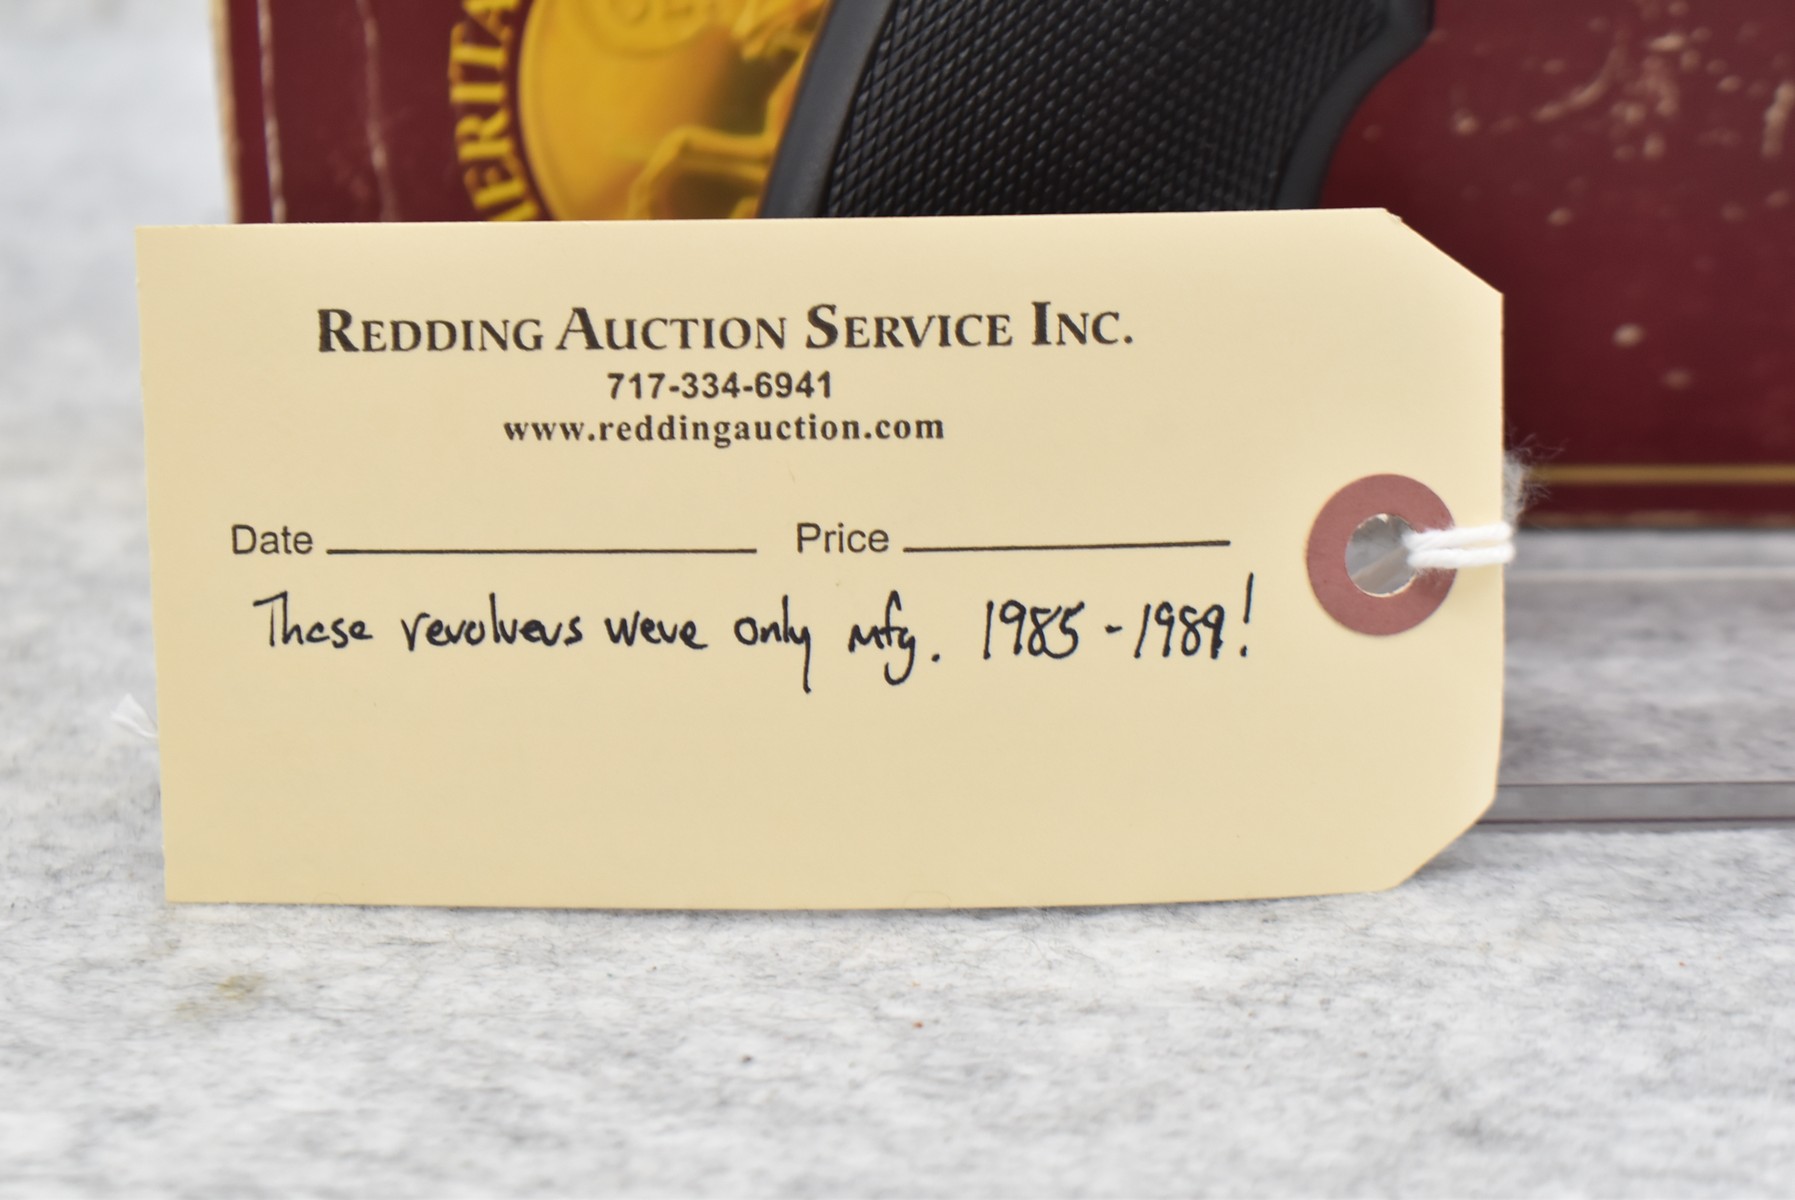 ERITA
REDDING AUCTION SERVICE INC.
717-334-6941
www.reddingauction.com
Date Price
These revolvers were only mfg. 1985-1989!